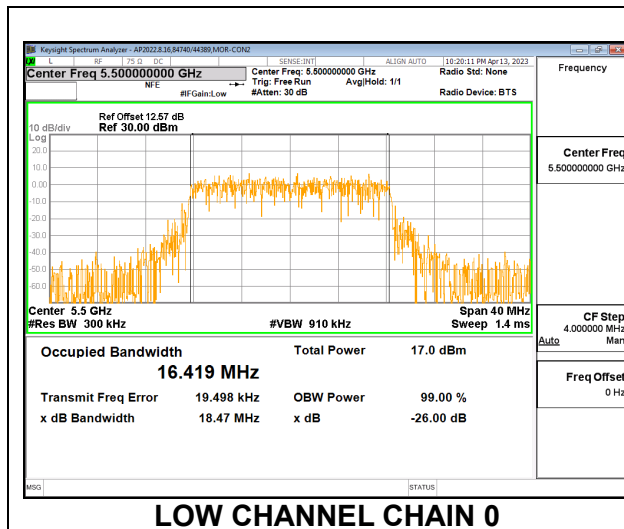 Keysight Spectrum Analyzer - AP2022.8.16,84740/44389,MOR-CON2
L RF 75 Ω DC SENSE:INT ALIGN AUTO 10:20:11 PM Apr 13, 2023
Center Freq 5.500000000 GHz Center Freq: 5.500000000 GHz Radio Std: None
NFE Trig: Free Run Avg|Hold: 1/1
#IFGain:Low #Atten: 30 dB Radio Device: BTS
Frequency
Ref Offset 12.57 dB
10 dB/div Ref 30.00 dBm
Log
20.0
10.0
0.00
-10.0
-20.0
-30.0
-40.0
-50.0
-60.0
Center 5.5 GHz Span 40 MHz
#Res BW 300 kHz #VBW 910 kHz Sweep 1.4 ms
Center Freq
5.500000000 GHz
CF Step
4.000000 MHz
Auto Man
Freq Offset
0 Hz
Occupied Bandwidth Total Power 17.0 dBm
16.419 MHz
Transmit Freq Error 19.498 kHz OBW Power 99.00 %
x dB Bandwidth 18.47 MHz x dB -26.00 dB
MSG STATUS
LOW CHANNEL CHAIN 0